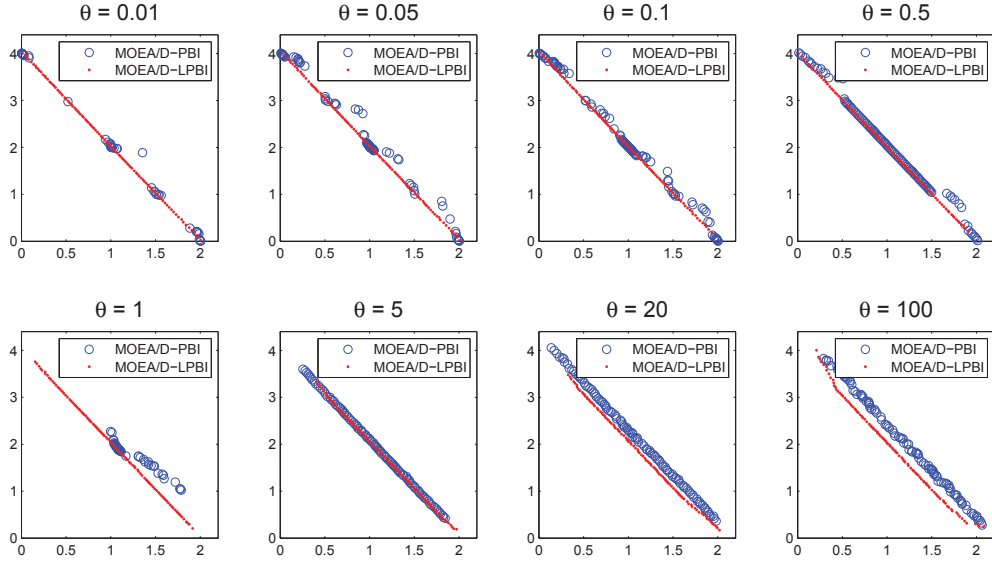 θ = 0.01
θ = 0.05
θ = 0.1
θ = 0.5
4
3
2
1
0
0 0.5 1 1.5 2
MOEA/D−PBI
MOEA/D−LPBI
4
3
2
1
0
0 0.5 1 1.5 2
MOEA/D−PBI
MOEA/D−LPBI
4
3
2
1
0
0 0.5 1 1.5 2
MOEA/D−PBI
MOEA/D−LPBI
4
3
2
1
0
0 0.5 1 1.5 2
MOEA/D−PBI
MOEA/D−LPBI
θ = 1
θ = 5
θ = 20
θ = 100
4
3
2
1
0
0 0.5 1 1.5 2
MOEA/D−PBI
MOEA/D−LPBI
4
3
2
1
0
0 0.5 1 1.5 2
MOEA/D−PBI
MOEA/D−LPBI
4
3
2
1
0
0 0.5 1 1.5 2
MOEA/D−PBI
MOEA/D−LPBI
4
3
2
1
0
0 0.5 1 1.5 2
MOEA/D−PBI
MOEA/D−LPBI